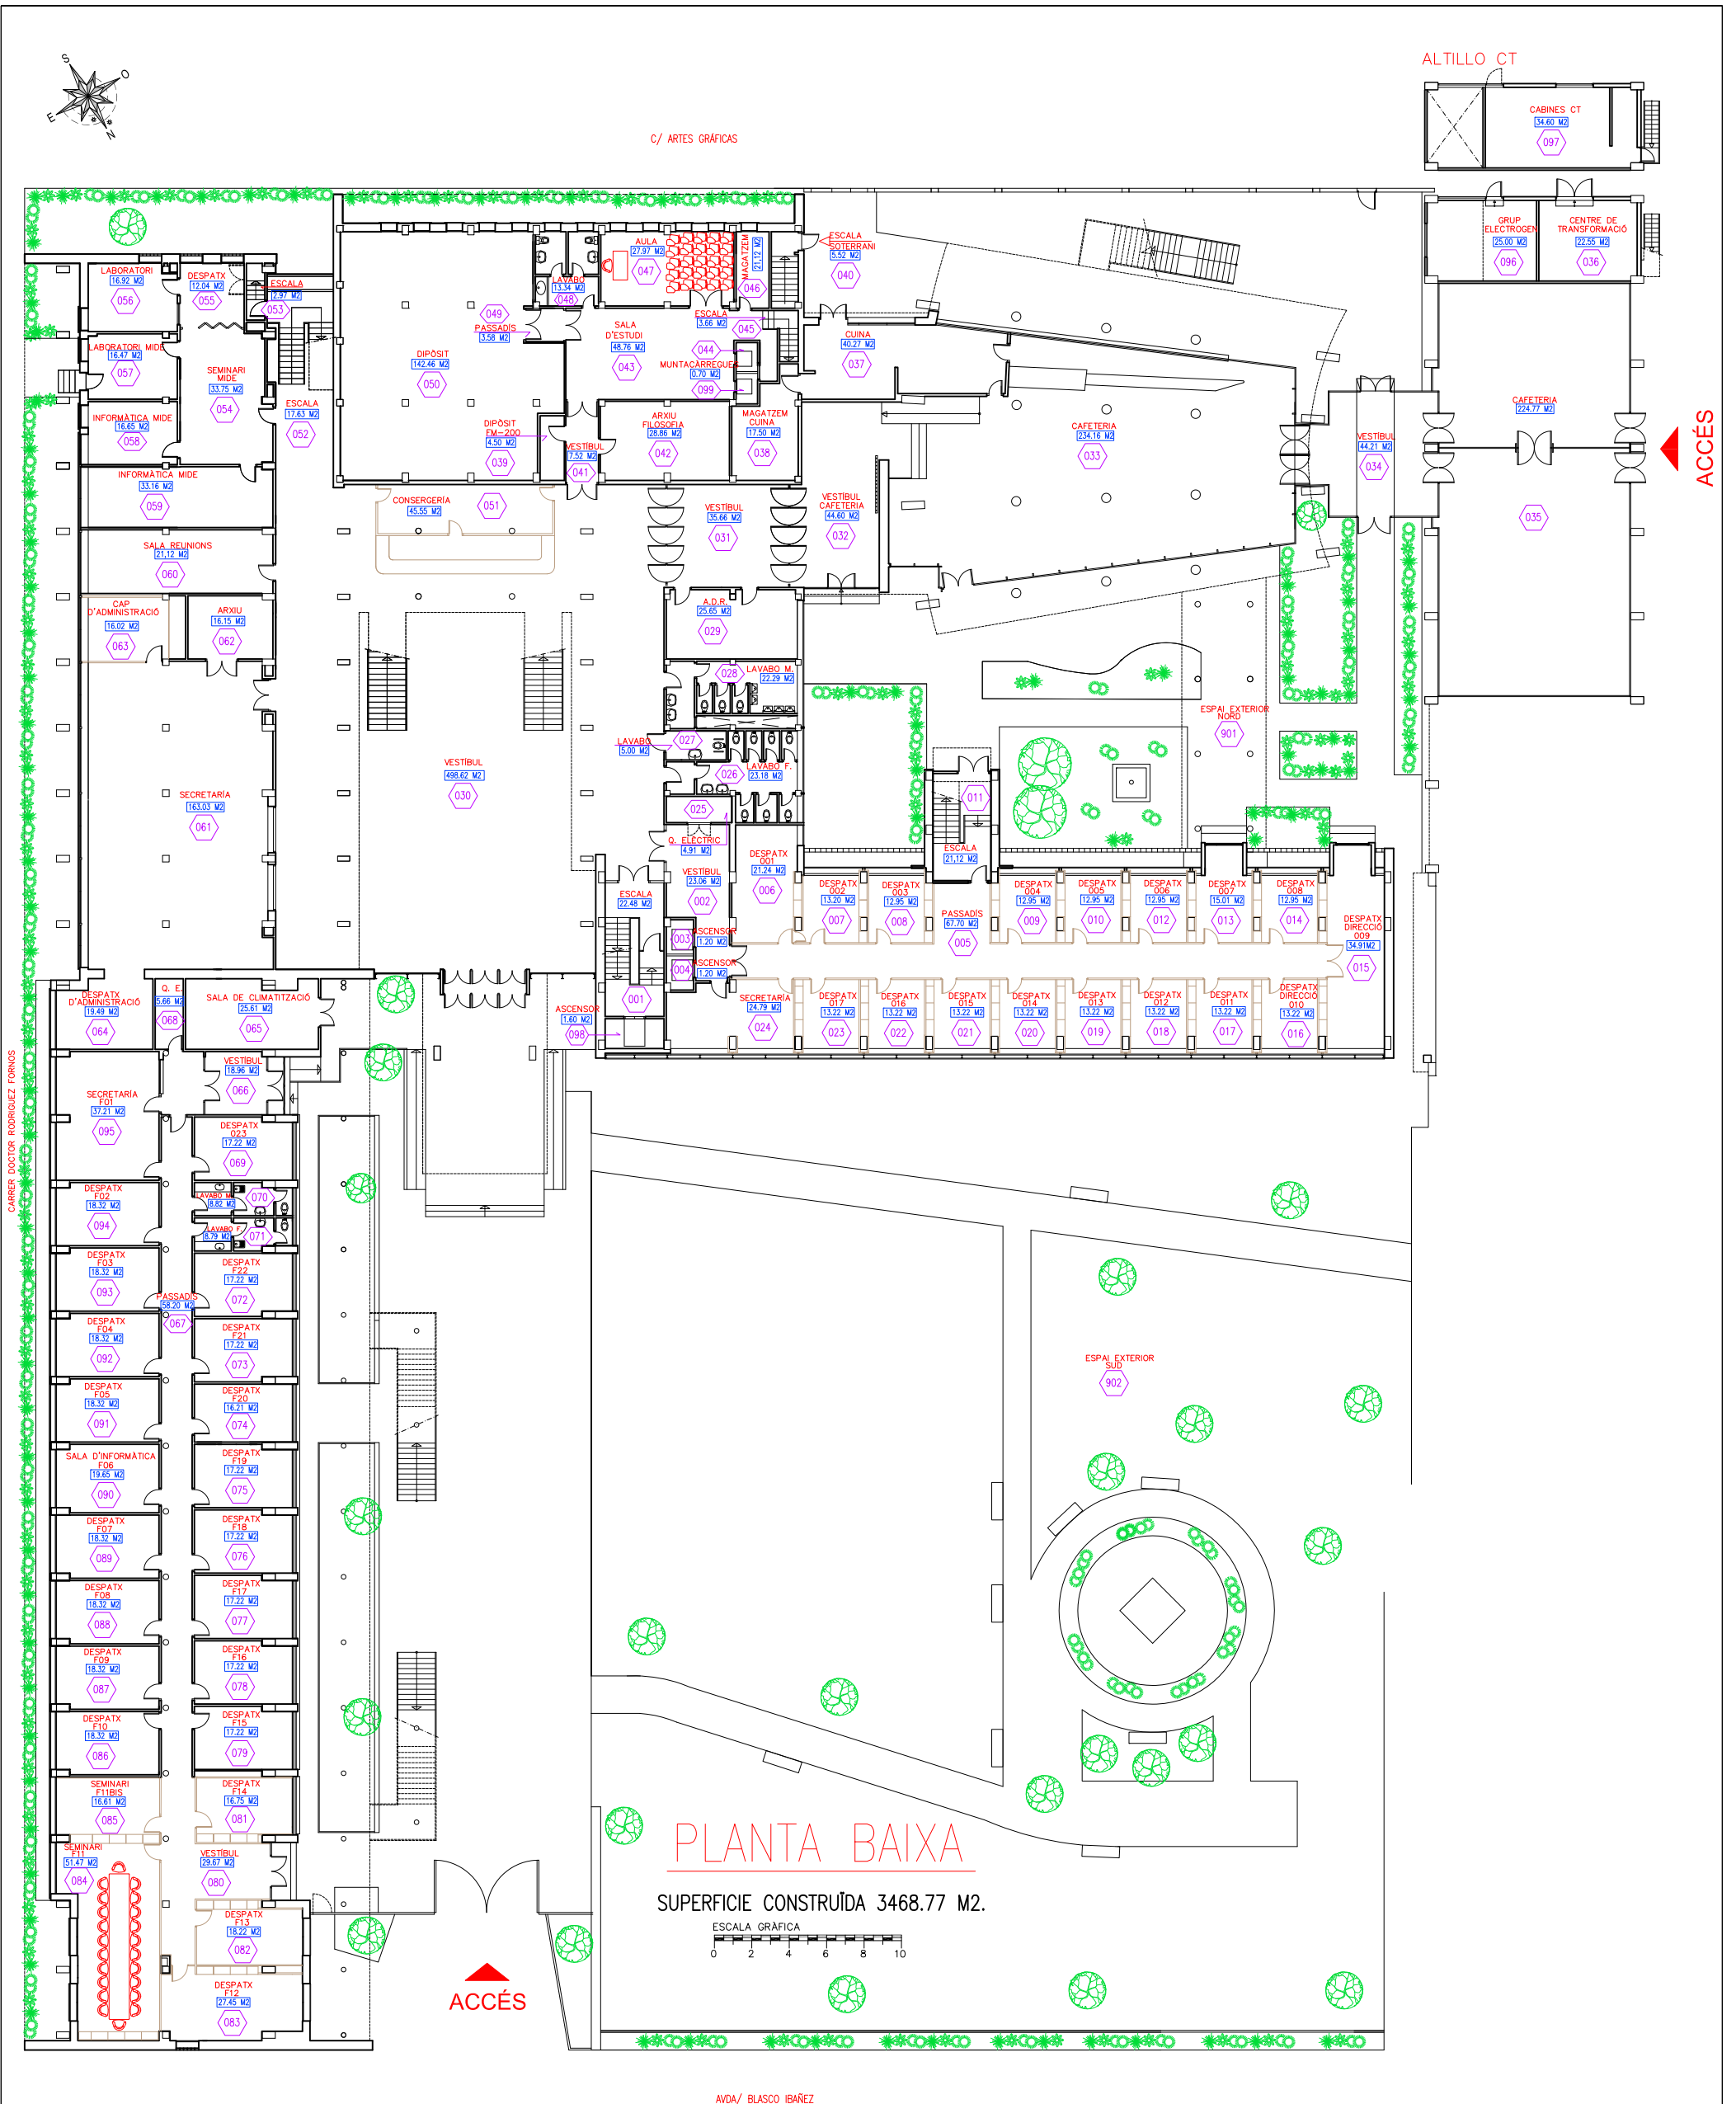 ALTILLO CT
S
O
E
N
CABINES CT
34.60 M2
097
C/ ARTES GRÁFICAS
GRUP
ELECTROGEN
25.00 M2
096
CENTRE DE
TRANSFORMACIÓ
22.55 M2
036
LABORATORI
16.92 M2
056
DESPATX
12.04 M2
055
ESCALA
2.97 M2
053
AULA
27.97 M2
047
MAGATZEM
21,12 M2
046
ESCALA
SOTERRANI
5.52 M2
040
LAVABO
13.34 M2
048
049
PASSADÍS
3.58 M2
SALA
D'ESTUDI
48.76 M2
043
ESCALA
3.66 M2
045
044
MUNTACÀRREGUES
0.70 M2
099
CUINA
40.27 M2
037
LABORATORI MIDE
16.47 M2
057
SEMINARI
MIDE
33.75 M2
054
DIPÒSIT
142.46 M2
050
INFORMÀTICA MIDE
16.65 M2
058
ESCALA
17.63 M2
052
DIPÒSIT
FM-200
4.50 M2
039
VESTÍBUL
7.52 M2
041
ARXIU
FILOSOFIA
28.86 M2
042
MAGATZEM
CUINA
17.50 M2
038
CAFETERIA
234.16 M2
033
VESTÍBUL
44.21 M2
034
CAFETERIA
224.77 M2
035
ACCÉS
INFORMÀTICA MIDE
33.16 M2
059
CONSERGERÍA
45.55 M2
051
VESTÍBUL
35.66 M2
031
VESTÍBUL
CAFETERIA
44.60 M2
032
SALA REUNIONS
21,12 M2
060
CAP
D'ADMINISTRACIÓ
16.02 M2
063
ARXIU
16.15 M2
062
A.D.R.
25.65 M2
029
028
LAVABO M.
22.29 M2
ESPAI EXTERIOR
NORD
901
LAVABO
5.00 M2
027
026
LAVABO F.
23.18 M2
SECRETARÍA
163.03 M2
061
VESTÍBUL
498.62 M2
030
025
Q. ELÈCTRIC
4.91 M2
011
ESCALA
21,12 M2
VESTÍBUL
23.06 M2
002
DESPATX
001
21.24 M2
006
ESCALA
22.48 M2
DESPATX
002
13.20 M2
007
DESPATX
003
12.95 M2
008
PASSADÍS
67.70 M2
005
DESPATX
004
12.95 M2
009
DESPATX
005
12.95 M2
010
DESPATX
006
12.95 M2
012
DESPATX
007
15.01 M2
013
DESPATX
008
12.95 M2
014
DESPATX
DIRECCIÓ
009
34.91M2
015
003
ASCENSOR
1.20 M2
004
ASCENSOR
1.20 M2
001
ASCENSOR
1.60 M2
098
SECRETARÍA
24.79 M2
024
DESPATX
017
13.22 M2
023
DESPATX
016
13.22 M2
022
DESPATX
015
13.22 M2
021
DESPATX
014
13.22 M2
020
DESPATX
013
13.22 M2
019
DESPATX
012
13.22 M2
018
DESPATX
011
13.22 M2
017
DESPATX
DIRECCIÓ
010
13.22 M2
016
DESPATX
D'ADMINISTRACIÓ
19.49 M2
064
Q. E.
5.66 M2
068
SALA DE CLIMATITZACIÓ
25.61 M2
065
VESTÍBUL
18.96 M2
066
CARRER DOCTOR RODRIGUEZ FORNOS
SECRETARÍA
F01
37.21 M2
095
DESPATX
023
17.22 M2
069
LAVABO M.
8.82 M2
070
LAVABO F.
8.79 M2
071
DESPATX
F02
18.32 M2
094
DESPATX
F03
18.32 M2
093
DESPATX
F22
17.22 M2
072
PASSADÍS
58.20 M2
067
DESPATX
F04
18.32 M2
092
DESPATX
F21
17.22 M2
073
DESPATX
F05
18.32 M2
091
DESPATX
F20
16.21 M2
074
ESPAI EXTERIOR
SUD
902
SALA D'INFORMÀTICA
F06
19.65 M2
090
DESPATX
F19
17.22 M2
075
DESPATX
F07
18.32 M2
089
DESPATX
F18
17.22 M2
076
DESPATX
F08
18.32 M2
088
DESPATX
F17
17.22 M2
077
DESPATX
F09
18.32 M2
087
DESPATX
F16
17.22 M2
078
DESPATX
F10
18.32 M2
086
DESPATX
F15
17.22 M2
079
SEMINARI
F11BIS
16.61 M2
085
DESPATX
F14
16.75 M2
081
SEMINARI
F11
51.47 M2
084
VESTÍBUL
29.67 M2
080
DESPATX
F13
18.22 M2
082
DESPATX
F12
27.45 M2
083
PLANTA BAIXA
SUPERFICIE CONSTRUÏDA 3468.77 M2.
ESCALA GRÀFICA
0 2 4 6 8 10
ACCÉS
AVDA/ BLASCO IBAÑEZ